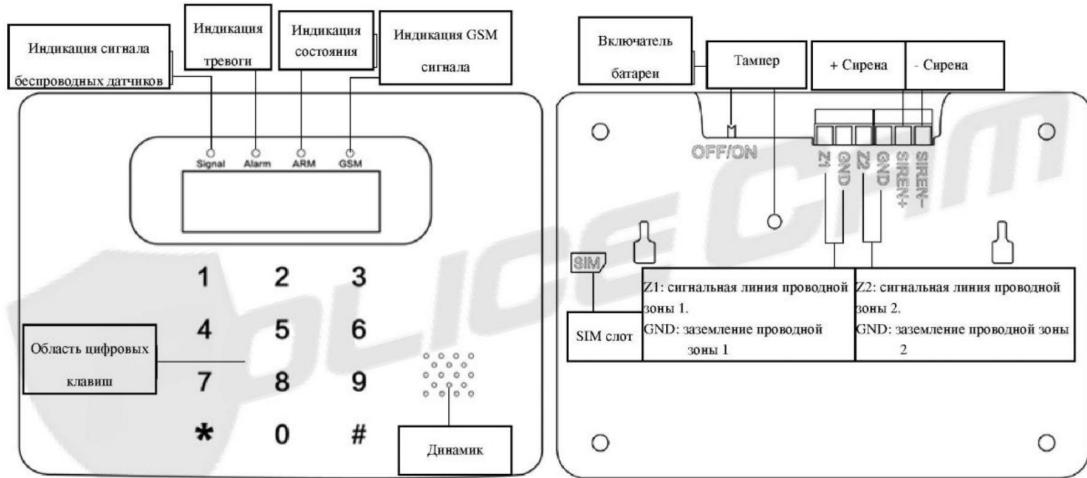 Индикация сигнала
беспроводных датчиков
Индикация
тревоги
Индикация
состояния
Индикация GSM
сигнала
Signal Alarm ARM GSM
1 2 3
4 5 6
7 8 9
* 0 #
Область цифровых
клавиш
Динамик
Включатель
батареи
Тампер
+ Сирена
- Сирена
OFF/ON
Z1
GND
Z2
GND
SIREN+
SIREN-
SIM
SIM слот
Z1: сигнальная линия проводной
зоны 1.
GND: заземление проводной
зоны 1
Z2: сигнальная линия проводной
зоны 2.
GND: заземление проводной зоны
2
POLICE CAM